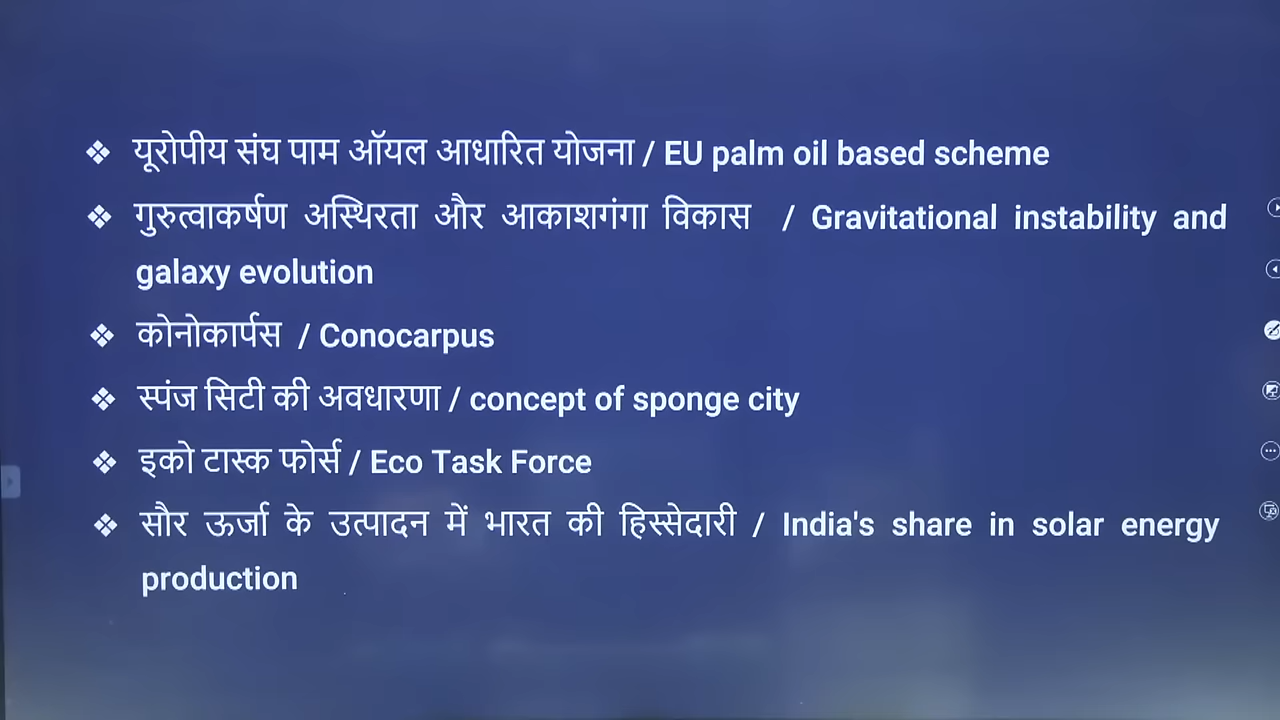 ❖ यूरोपीय संघ पाम ऑयल आधारित योजना / EU palm oil based scheme
❖ गुरुत्वाकर्षण अस्थिरता और आकाशगंगा विकास / Gravitational instability and
galaxy evolution
❖ कोनोकार्पस / Conocarpus
❖ स्पंज सिटी की अवधारणा / concept of sponge city
❖ इको टास्क फोर्स / Eco Task Force
❖ सौर ऊर्जा के उत्पादन में भारत की हिस्सेदारी / India's share in solar energy
production